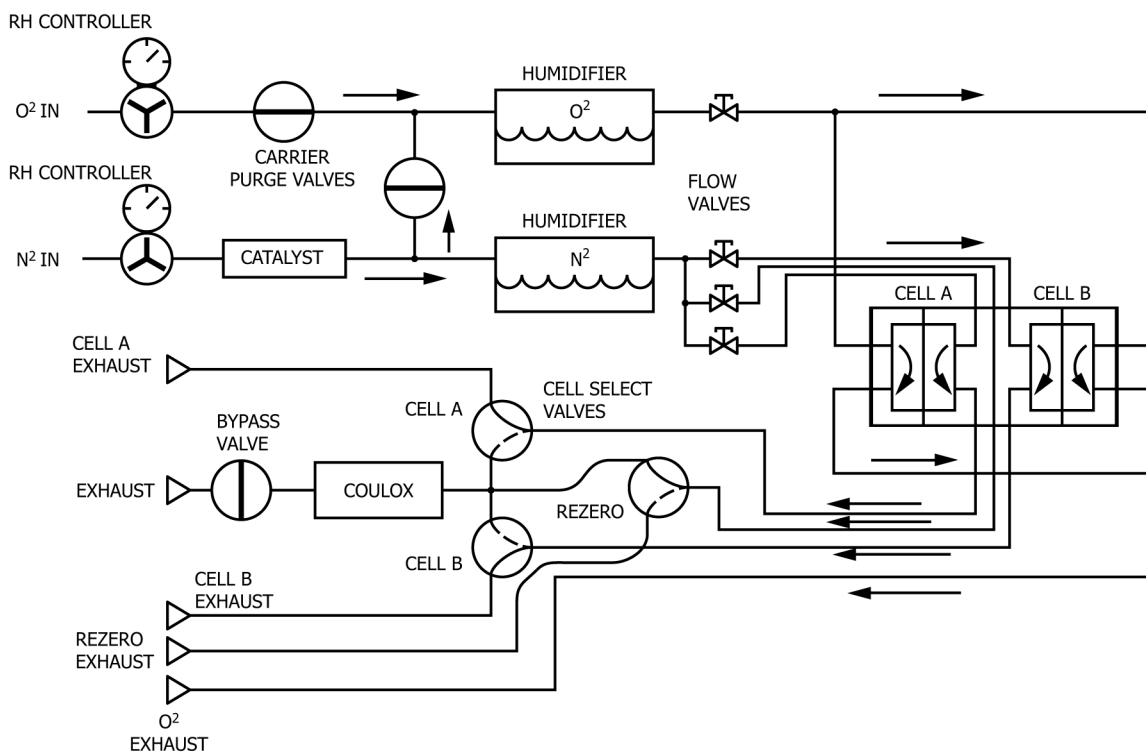 RH CONTROLLER
O² IN
HUMIDIFIER
O²
CARRIER
PURGE VALVES
RH CONTROLLER
N² IN
CATALYST
HUMIDIFIER
N²
FLOW
VALVES
CELL A
CELL B
CELL A
EXHAUST
CELL A
CELL SELECT
VALVES
BYPASS
VALVE
EXHAUST
COULOX
REZERO
CELL B
CELL B
EXHAUST
REZERO
EXHAUST
O²
EXHAUST